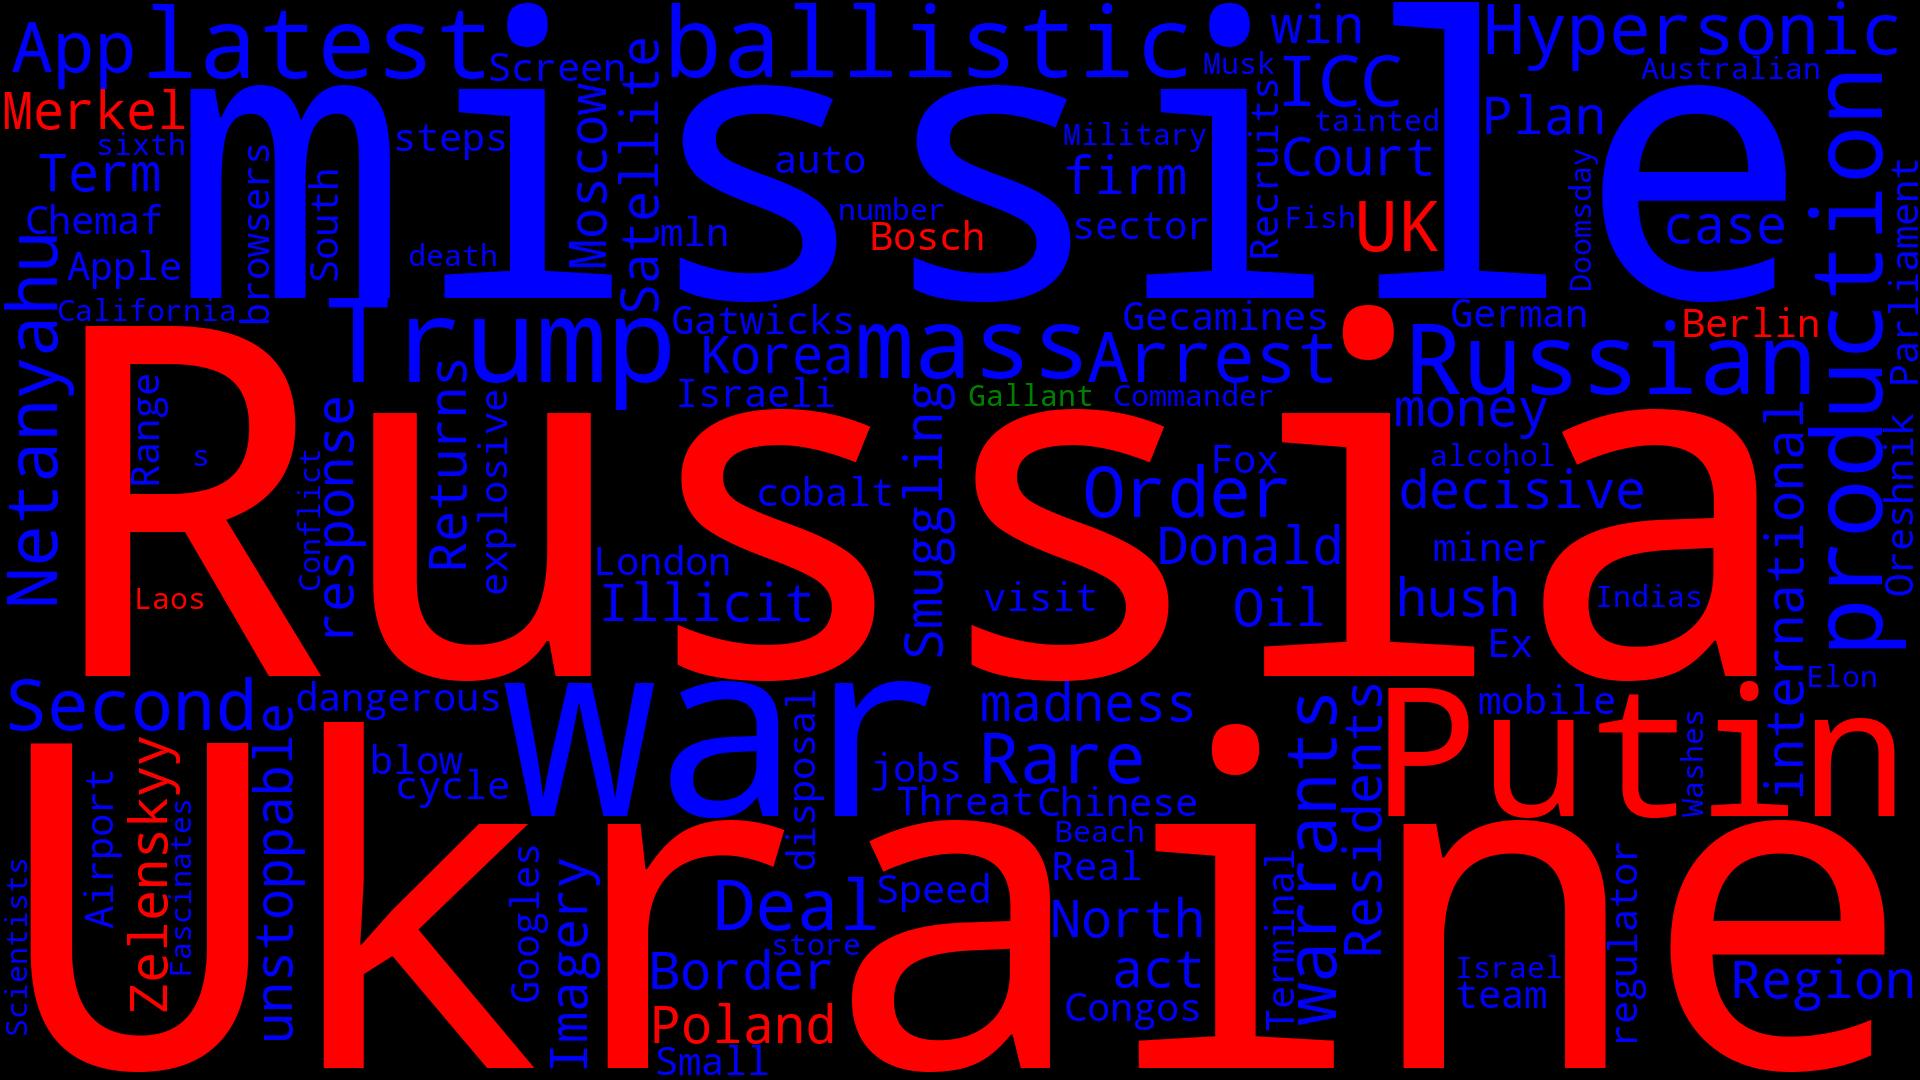 App
latest
ballistic
win
Hypersonic
Screen
Musk
ICC
Australian
Merkel
missile
Satellite
Moscow
steps
Military
tainted
Plan
production
sixth
Term
browsers
South
auto
firm
Recruits
Court
Doomsday
Parliament
Chemaf
number
mln
Bosch
sector
Fish
UK
case
Netanyahu
Apple
death
California
Trump
Gatwicks
Korea
mass
Gecamines
Arrest
German
Russian
Berlin
Israeli
Gallant
Commander
money
Russia
Range
s
Conflict
response
Returns
explosive
cobalt
Smuggling
Order
Fox
alcohol
decisive
international
Oreshnik
London
Donald
miner
Laos
Illicit
visit
Oil
hush
Indias
Ex
Elon
Second
dangerous
war
madness
warrants
Residents
Putin
mobile
Washes
unstoppable
Zelenskyy
Airport
Fascinates
Scientists
blow
cycle
disposal
jobs
Rare
Threat
Chinese
Ukraine
Beach
Real
Googles
Imagery
Deal
Speed
store
North
Terminal
regulator
Border
act
Israel
team
Region
Congos
Poland
Small